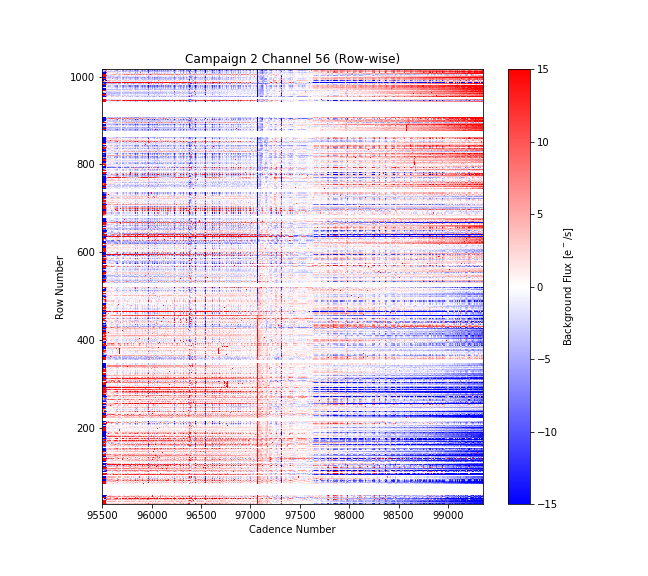 Campaign 2 Channel 56 (Row-wise)
1000
800
600
400
200
Row Number
95500 96000 96500 97000 97500 98000 98500 99000
Cadence Number
15
10
5
0
−5
−10
−15
Background Flux [e⁻/s]